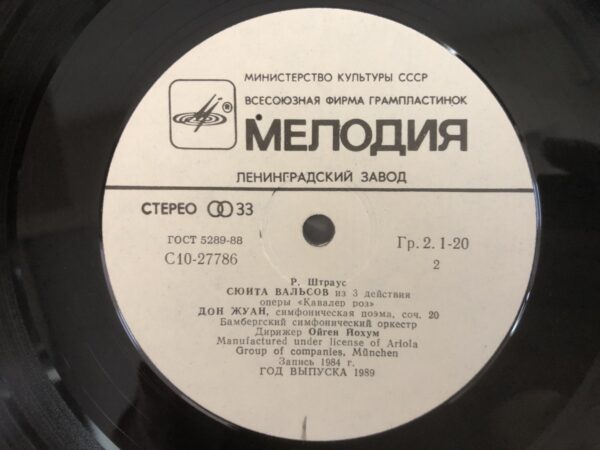 МИНИСТЕРСТВО КУЛЬТУРЫ СССР
ВСЕСОЮЗНАЯ ФИРМА ГРАМПЛАСТИНОК
®
МЕЛОДИЯ
ЛЕНИНГРАДСКИЙ ЗАВОД
СТЕРЕО 33
ГОСТ 5289-88
Гр. 2. 1-20
С10-27786
2
Р. Штраус
СЮИТА ВАЛЬСОВ из 3 действия
оперы «Кавалер роз»
ДОН ЖУАН, симфоническая поэма, соч. 20
Бамбергский симфонический оркестр
Дирижер Ойген Йохум
Manufactured under license of Ariola
Group of companies, München
Запись 1984 г.
ГОД ВЫПУСКА 1989